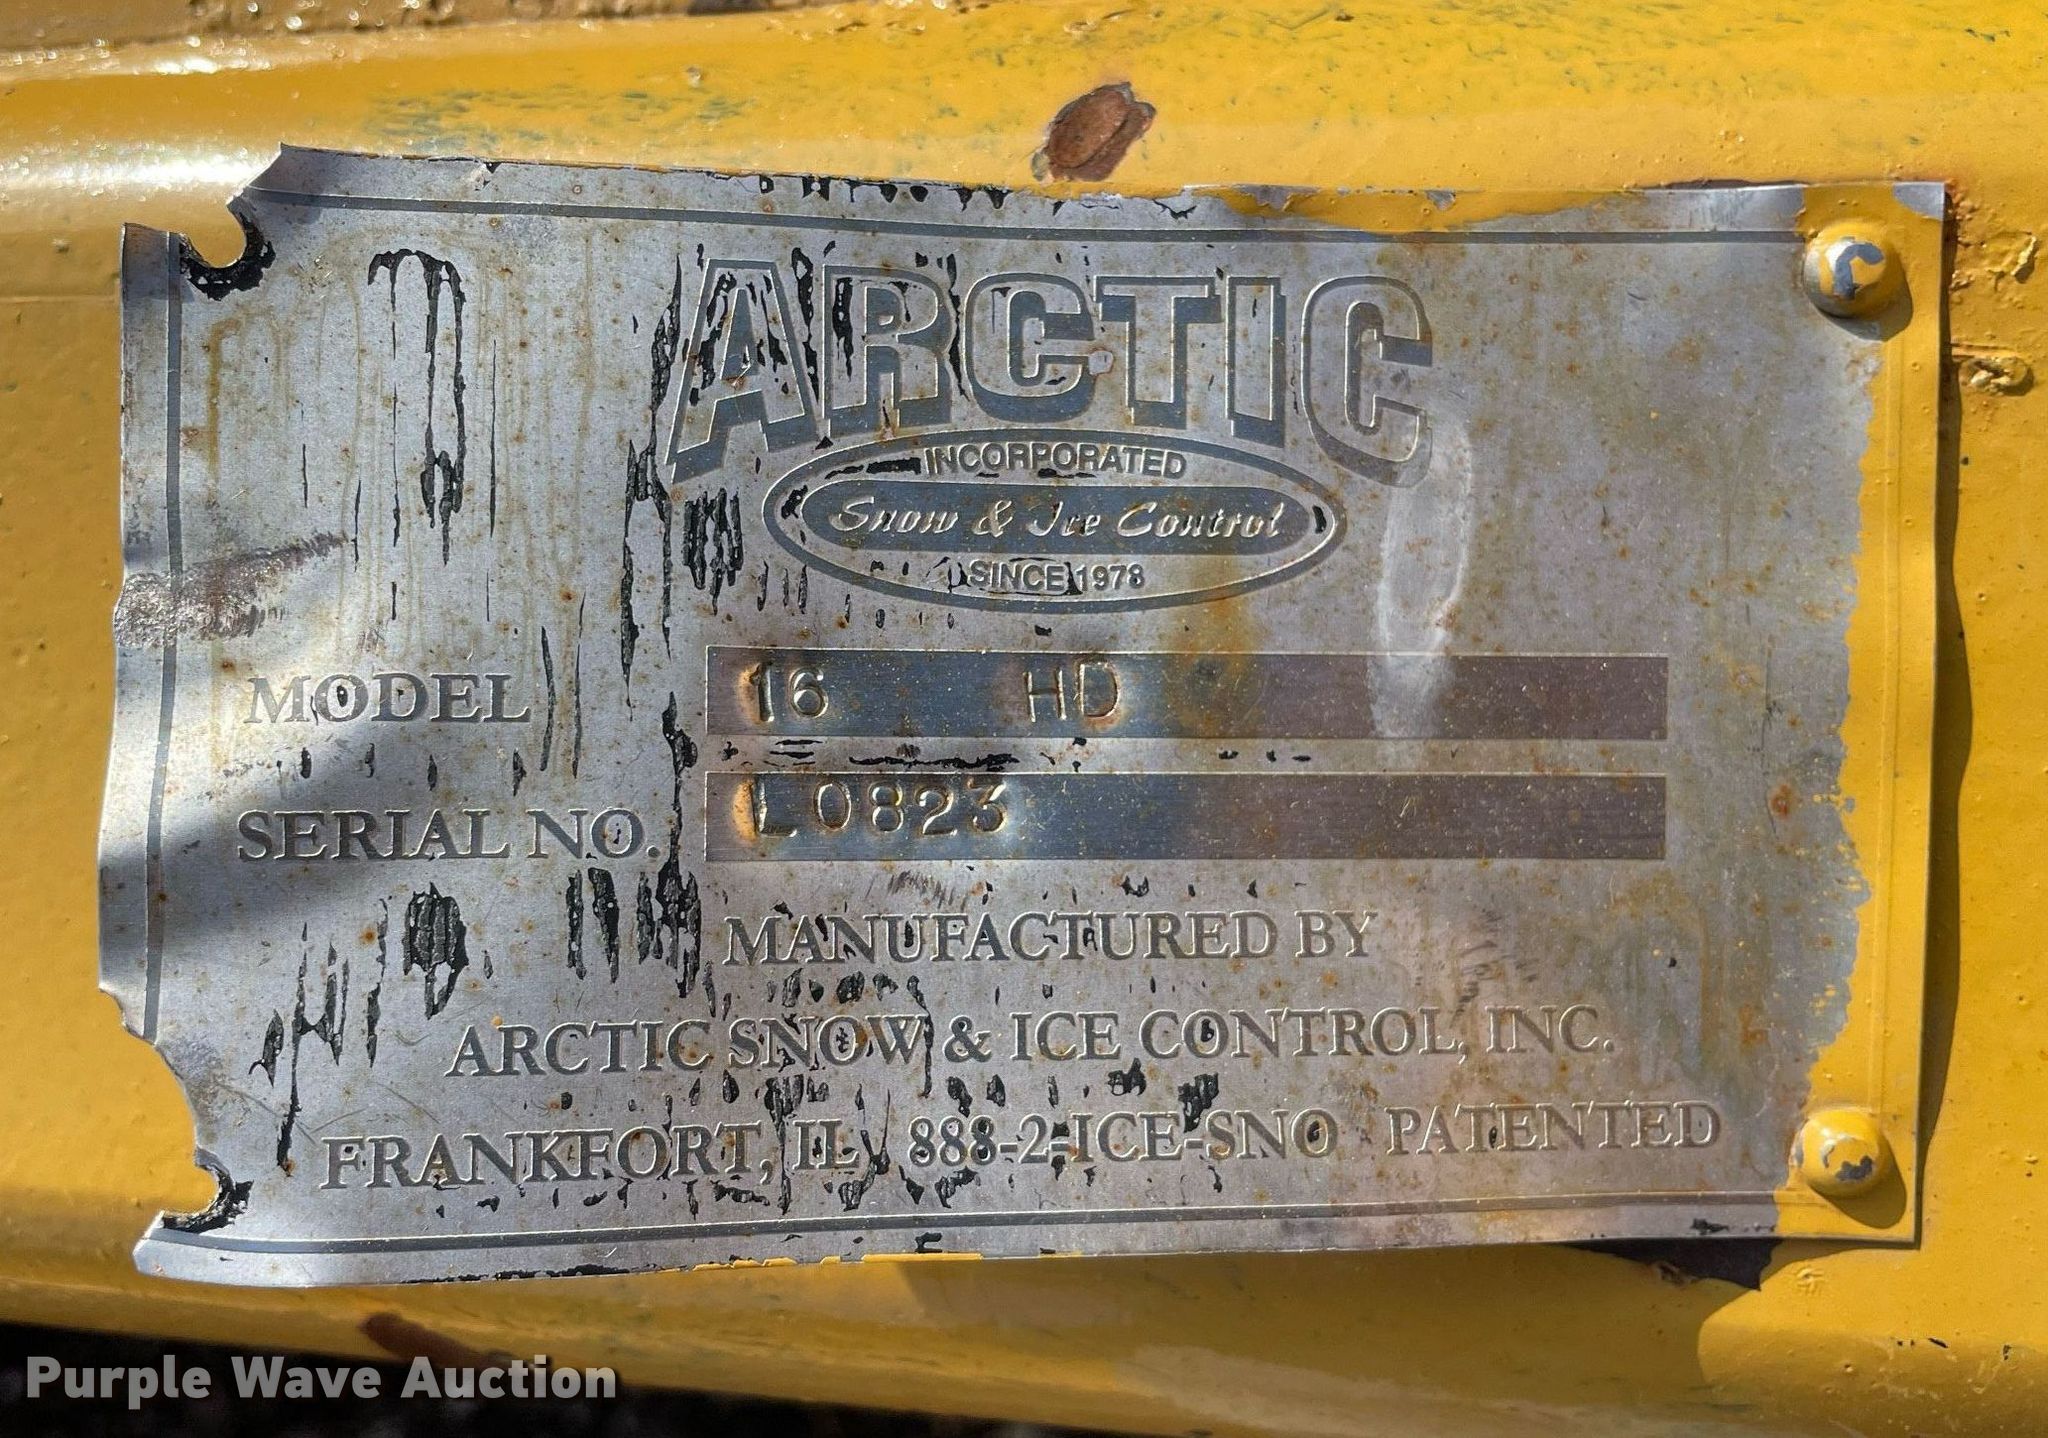 ARCTIC
INCORPORATED
Snow & Ice Control
SINCE 1978
MODEL 16 HD
SERIAL NO. L0823
MANUFACTURED BY
ARCTIC SNOW & ICE CONTROL, INC.
FRANKFORT, IL 888-2-ICE-SNO PATENTED
Purple Wave Auction